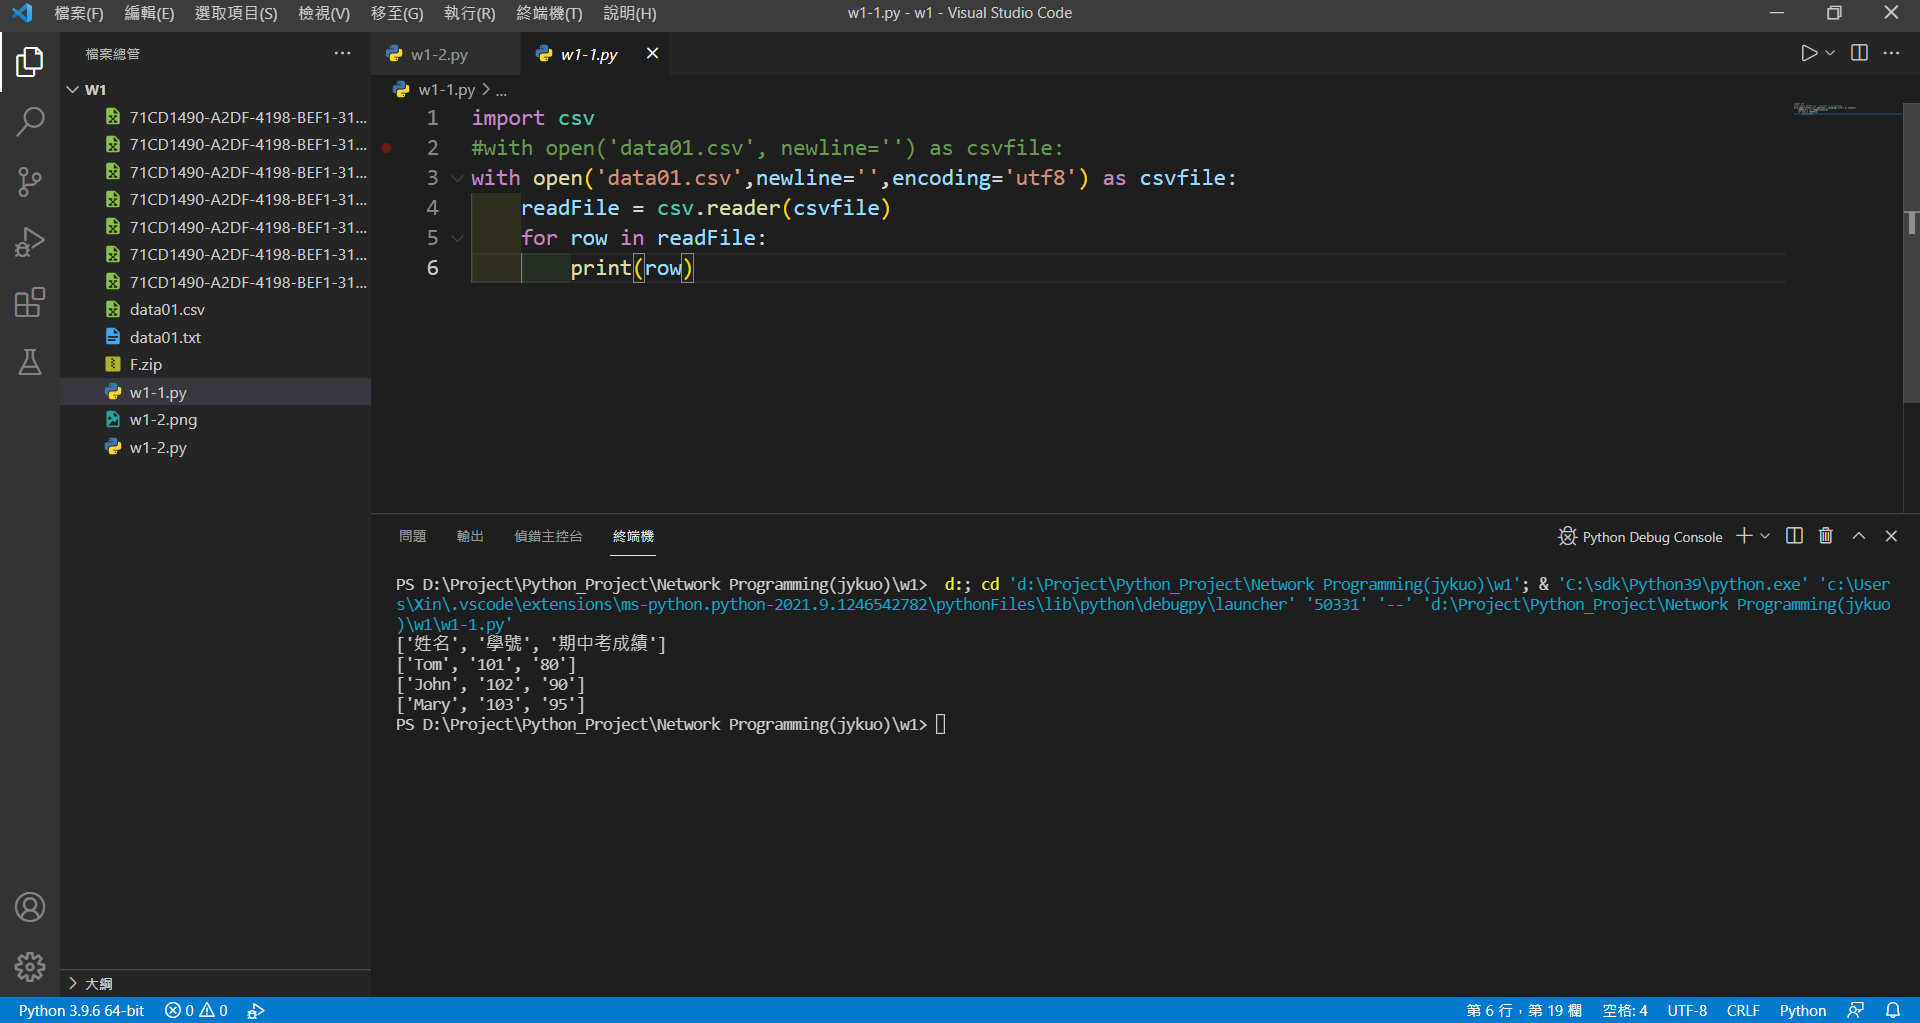 檔案(F) 編輯(E) 選取項目(S) 檢視(V) 移至(G) 執行(R) 終端機(T) 說明(H) w1-1.py - w1 - Visual Studio Code
檔案總管
w1-2.py w1-1.py
W1
71CD1490-A2DF-4198-BEF1-31...
71CD1490-A2DF-4198-BEF1-31...
71CD1490-A2DF-4198-BEF1-31...
71CD1490-A2DF-4198-BEF1-31...
71CD1490-A2DF-4198-BEF1-31...
71CD1490-A2DF-4198-BEF1-31...
71CD1490-A2DF-4198-BEF1-31...
data01.csv
data01.txt
F.zip
w1-1.py
w1-2.png
w1-2.py
大綱
w1-1.py > ...
1 import csv
2 #with open('data01.csv', newline='') as csvfile:
3 with open('data01.csv',newline='',encoding='utf8') as csvfile:
4 readFile = csv.reader(csvfile)
5 for row in readFile:
6 print(row)
問題 輸出 偵錯主控台 終端機 Python Debug Console
PS D:\Project\Python_Project\Network Programming(jykuo)\w1> d:; cd 'd:\Project\Python_Project\Network Programming(jykuo)\w1'; & 'C:\sdk\Python39\python.exe' 'c:\User
s\Xin\.vscode\extensions\ms-python.python-2021.9.1246542782\pythonFiles\lib\python\debugpy\launcher' '50331' '--' 'd:\Project\Python_Project\Network Programming(jykuo
)\w1\w1-1.py'
['姓名', '學號', '期中考成績']
['Tom', '101', '80']
['John', '102', '90']
['Mary', '103', '95']
PS D:\Project\Python_Project\Network Programming(jykuo)\w1>
Python 3.9.6 64-bit 0 0 第 6 行，第 19 欄 空格: 4 UTF-8 CRLF Python